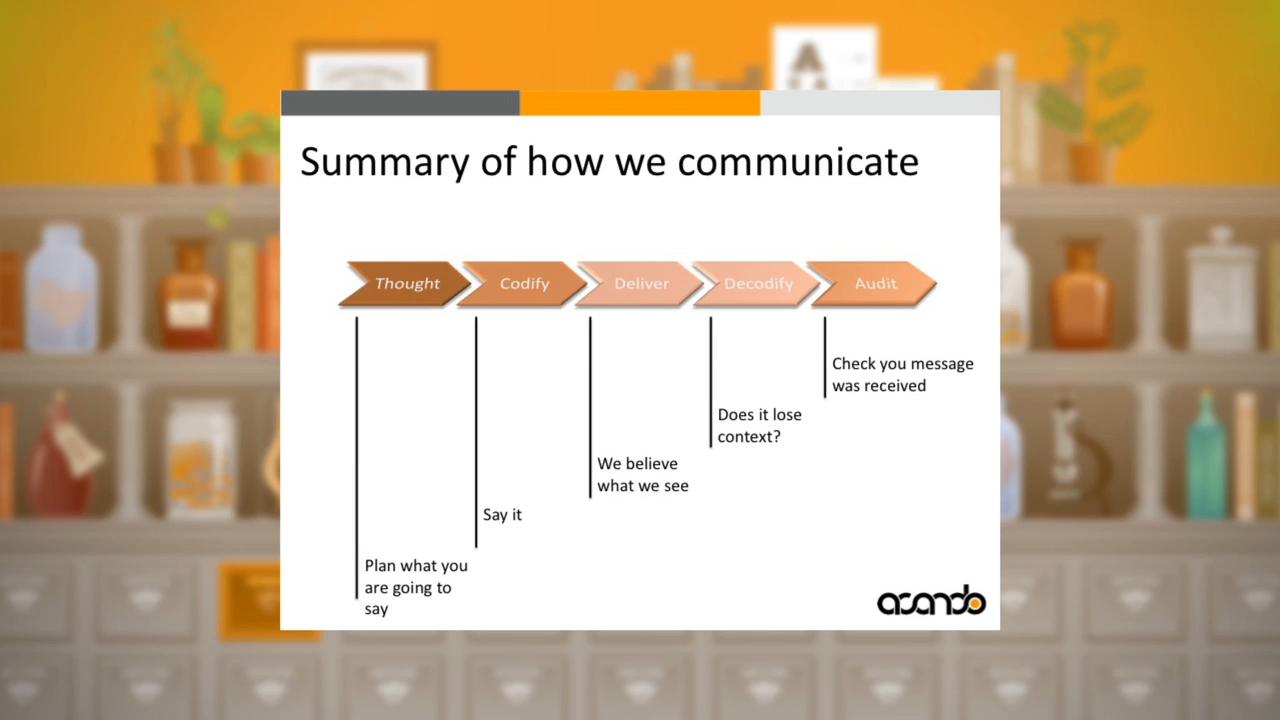 Summary of how we communicate
Thought
Codify
Deliver
Decodify
Audit
Check you message
was received
Does it lose
context?
We believe
what we see
Say it
Plan what you
are going to
say
acando
A